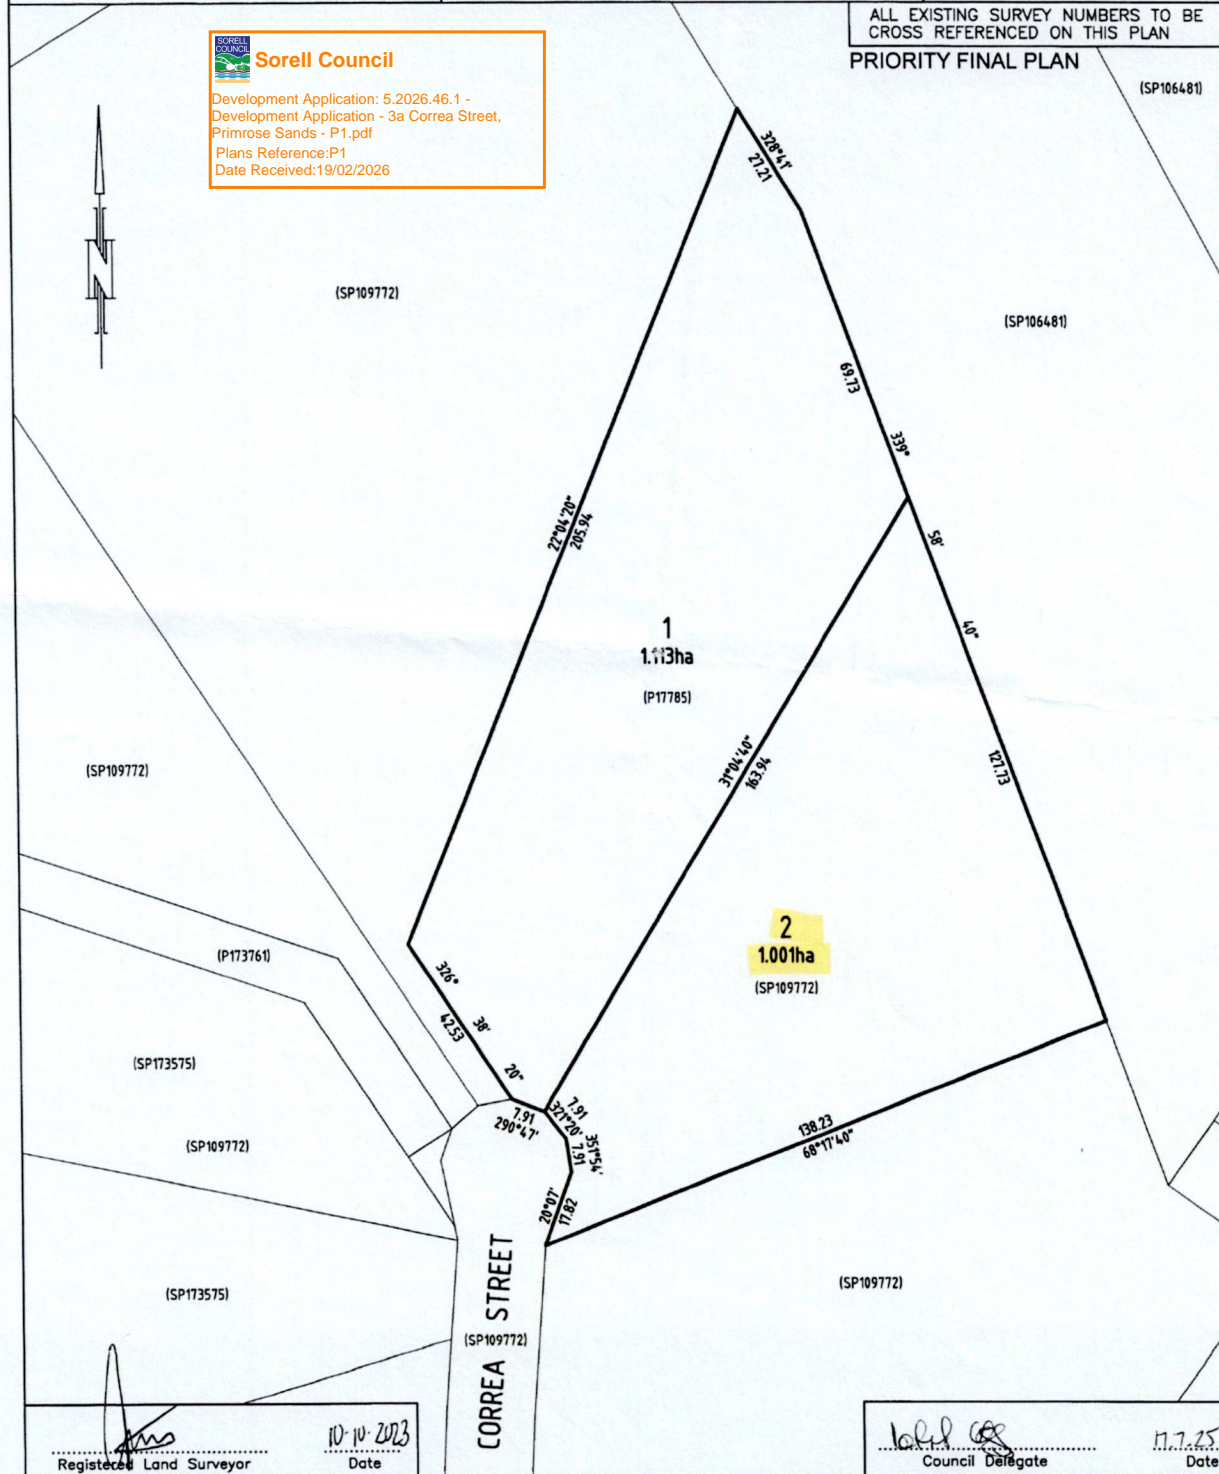 ALL EXISTING SURVEY NUMBERS TO BE
CROSS REFERENCED ON THIS PLAN
PRIORITY FINAL PLAN
SORELL
COUNCIL
Sorell Council
Development Application: 5.2026.46.1 -
Development Application - 3a Correa Street,
Primrose Sands - P1.pdf
Plans Reference:P1
Date Received:19/02/2026
(SP106481)
328°41'
27.21
N
(SP109772)
(SP106481)
69.73
339°
22°04'20"
205.94
58'
40"
1
1.113ha
(P17785)
31°04'40"
163.94
127.73
(SP109772)
2
1.001ha
(SP109772)
(P173761)
326°
38'
20"
42.53
(SP173575)
7.91
290°47'
7.91
321°20'
351°54'
7.91
138.23
68°17'40"
(SP109772)
20°07'
17.82
(SP173575)
(SP109772)
CORREA STREET
(SP109772)
10-10-2023
Registered Land Surveyor
Date
17.7.25
Council Delegate
Date